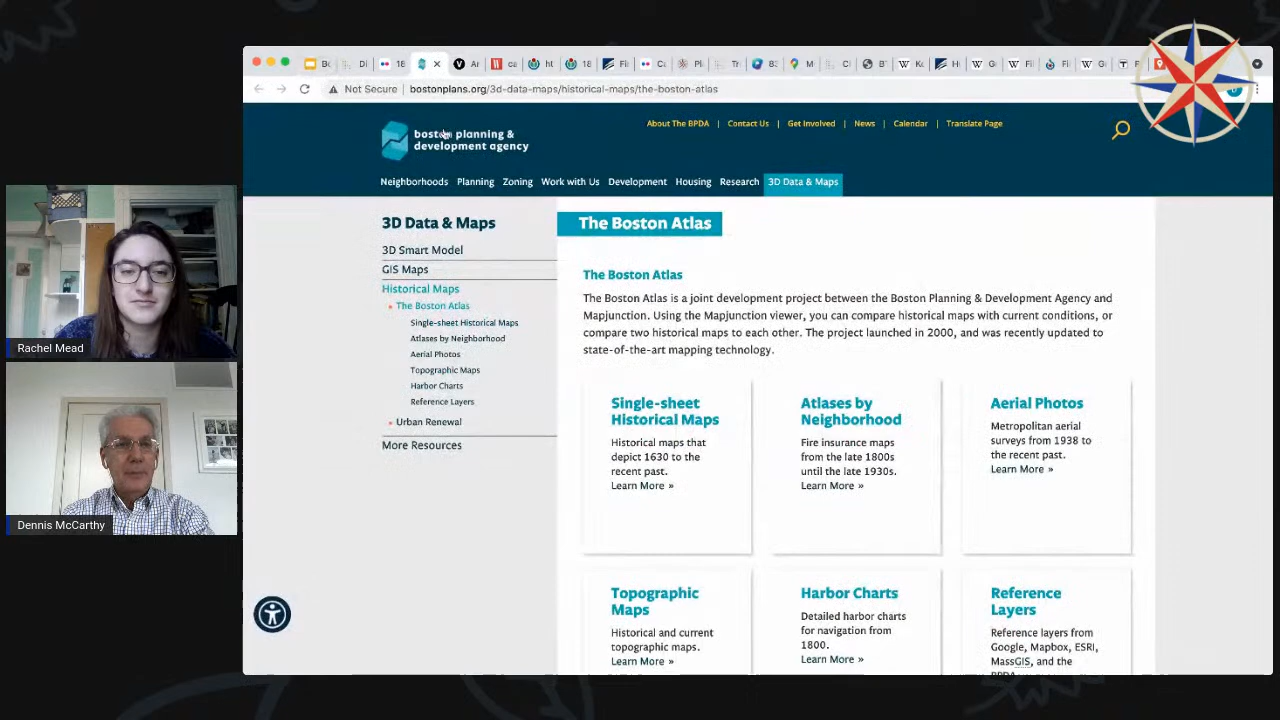 Not Secure
bostonplans.org/3d-data-maps/historical-maps/the-boston-atlas
boston planning &
development agency
About The BPDA | Contact Us | Get Involved | News | Calendar | Translate Page
Neighborhoods Planning Zoning Work with Us Development Housing Research 3D Data & Maps
3D Data & Maps
3D Smart Model
GIS Maps
Historical Maps
The Boston Atlas
Single-sheet Historical Maps
Atlases by Neighborhood
Aerial Photos
Topographic Maps
Harbor Charts
Reference Layers
Urban Renewal
More Resources
The Boston Atlas
The Boston Atlas
The Boston Atlas is a joint development project between the Boston Planning & Development Agency and
Mapjunction. Using the Mapjunction viewer, you can compare historical maps with current conditions, or
compare two historical maps to each other. The project launched in 2000, and was recently updated to
state-of-the-art mapping technology.
Single-sheet
Historical Maps
Historical maps that
depict 1630 to the
recent past.
Learn More »
Atlases by
Neighborhood
Fire insurance maps
from the late 1800s
until the late 1930s.
Learn More »
Aerial Photos
Metropolitan aerial
surveys from 1938 to
the recent past.
Learn More »
Topographic
Maps
Historical and current
topographic maps.
Learn More »
Harbor Charts
Detailed harbor charts
for navigation from
1800.
Learn More »
Reference
Layers
Reference layers from
Google, Mapbox, ESRI,
MassGIS, and the
Rachel Mead
Dennis McCarthy